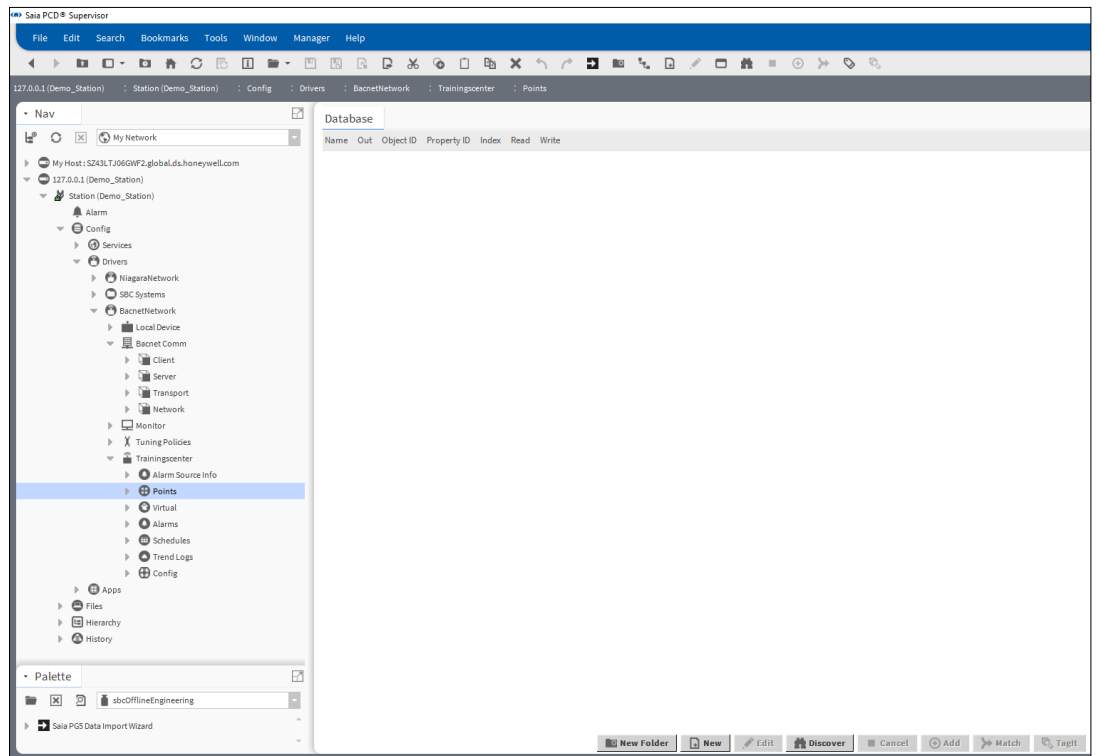 Saia PCD® Supervisor
File Edit Search Bookmarks Tools Window Manager Help
127.0.0.1 (Demo_Station) : Station (Demo_Station) : Config : Drivers : BacnetNetwork : Trainingscenter : Points
Nav
My Network
My Host : SZ43LTJ06GWF2.global.ds.honeywell.com
127.0.0.1 (Demo_Station)
Station (Demo_Station)
Alarm
Config
Services
Drivers
NiagaraNetwork
SBC Systems
BacnetNetwork
Local Device
Bacnet Comm
Client
Server
Transport
Network
Monitor
Tuning Policies
Trainingscenter
Alarm Source Info
Points
Virtual
Alarms
Schedules
Trend Logs
Config
Apps
Files
Hierarchy
History
Palette
sbcOfflineEngineering
Saia PG5 Data Import Wizard
Database
Name Out Object ID Property ID Index Read Write
New Folder New Edit Discover Cancel Add Match TagIt